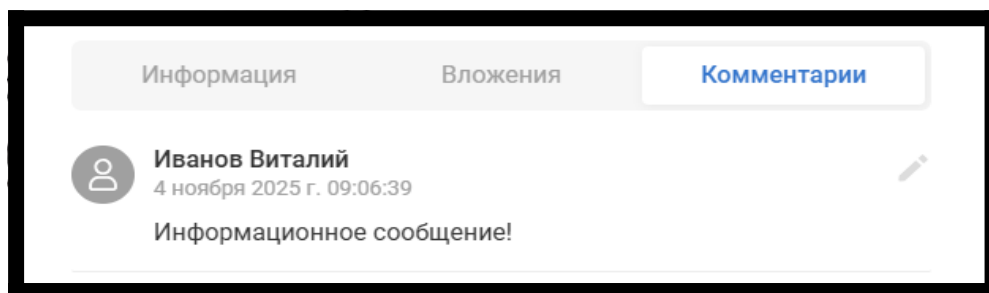 Информация Вложения Комментарии
Иванов Виталий
4 ноября 2025 г. 09:06:39
Информационное сообщение!